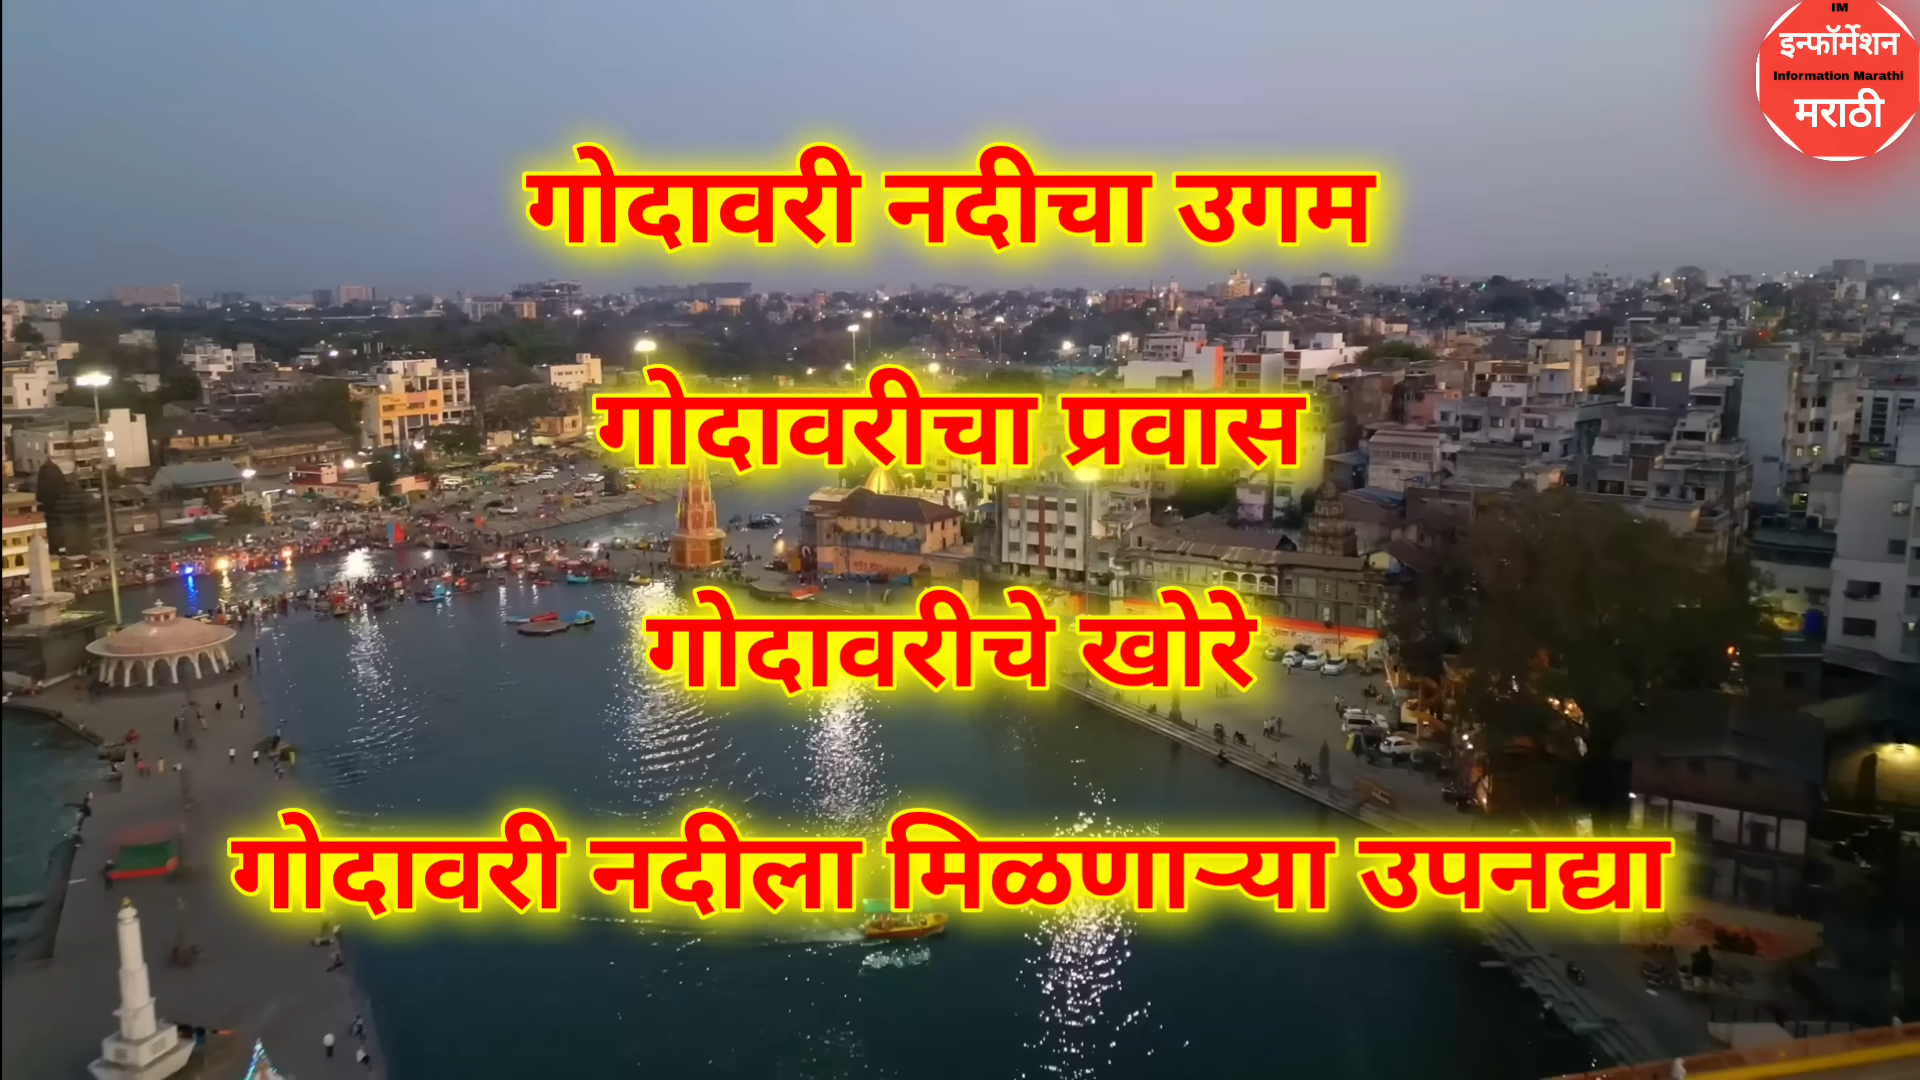 IM
इन्फॉर्मेशन
Information Marathi
मराठी
गोदावरी नदीचा उगम
गोदावरीचा प्रवास
गोदावरीचे खोरे
गोदावरी नदीला मिळणाऱ्या उपनद्या